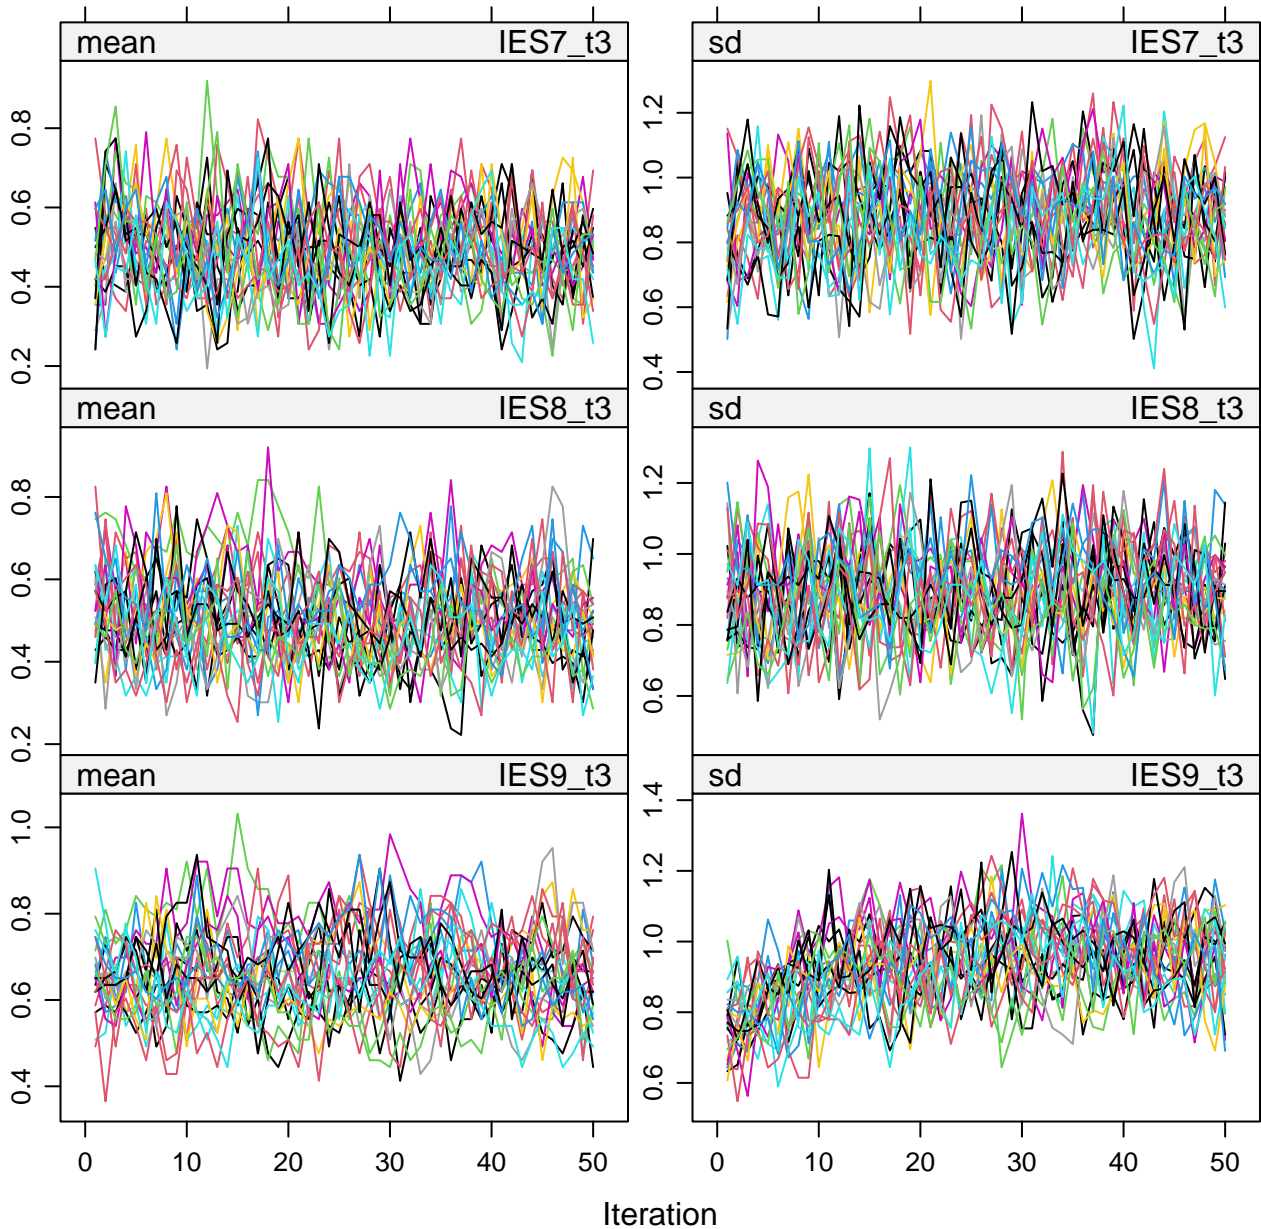 mean IES7_t3 sd IES7_t3
0.2 0.4 0.6 0.8
0.4 0.6 0.8 1.0 1.2
mean IES8_t3 sd IES8_t3
0.2 0.4 0.6 0.8
0.6 0.8 1.0 1.2
mean IES9_t3 sd IES9_t3
0.4 0.6 0.8 1.0
0.6 0.8 1.0 1.2 1.4
0 10 20 30 40 50 0 10 20 30 40 50
Iteration